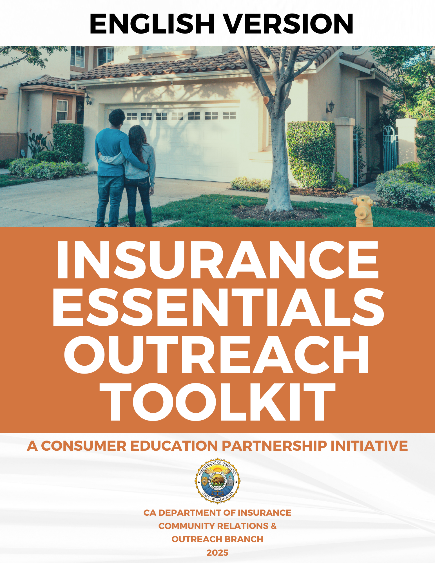 ENGLISH VERSION
INSURANCE
ESSENTIALS
OUTREACH
TOOLKIT
A CONSUMER EDUCATION PARTNERSHIP INITIATIVE
CA DEPARTMENT OF INSURANCE
COMMUNITY RELATIONS &
OUTREACH BRANCH
2025